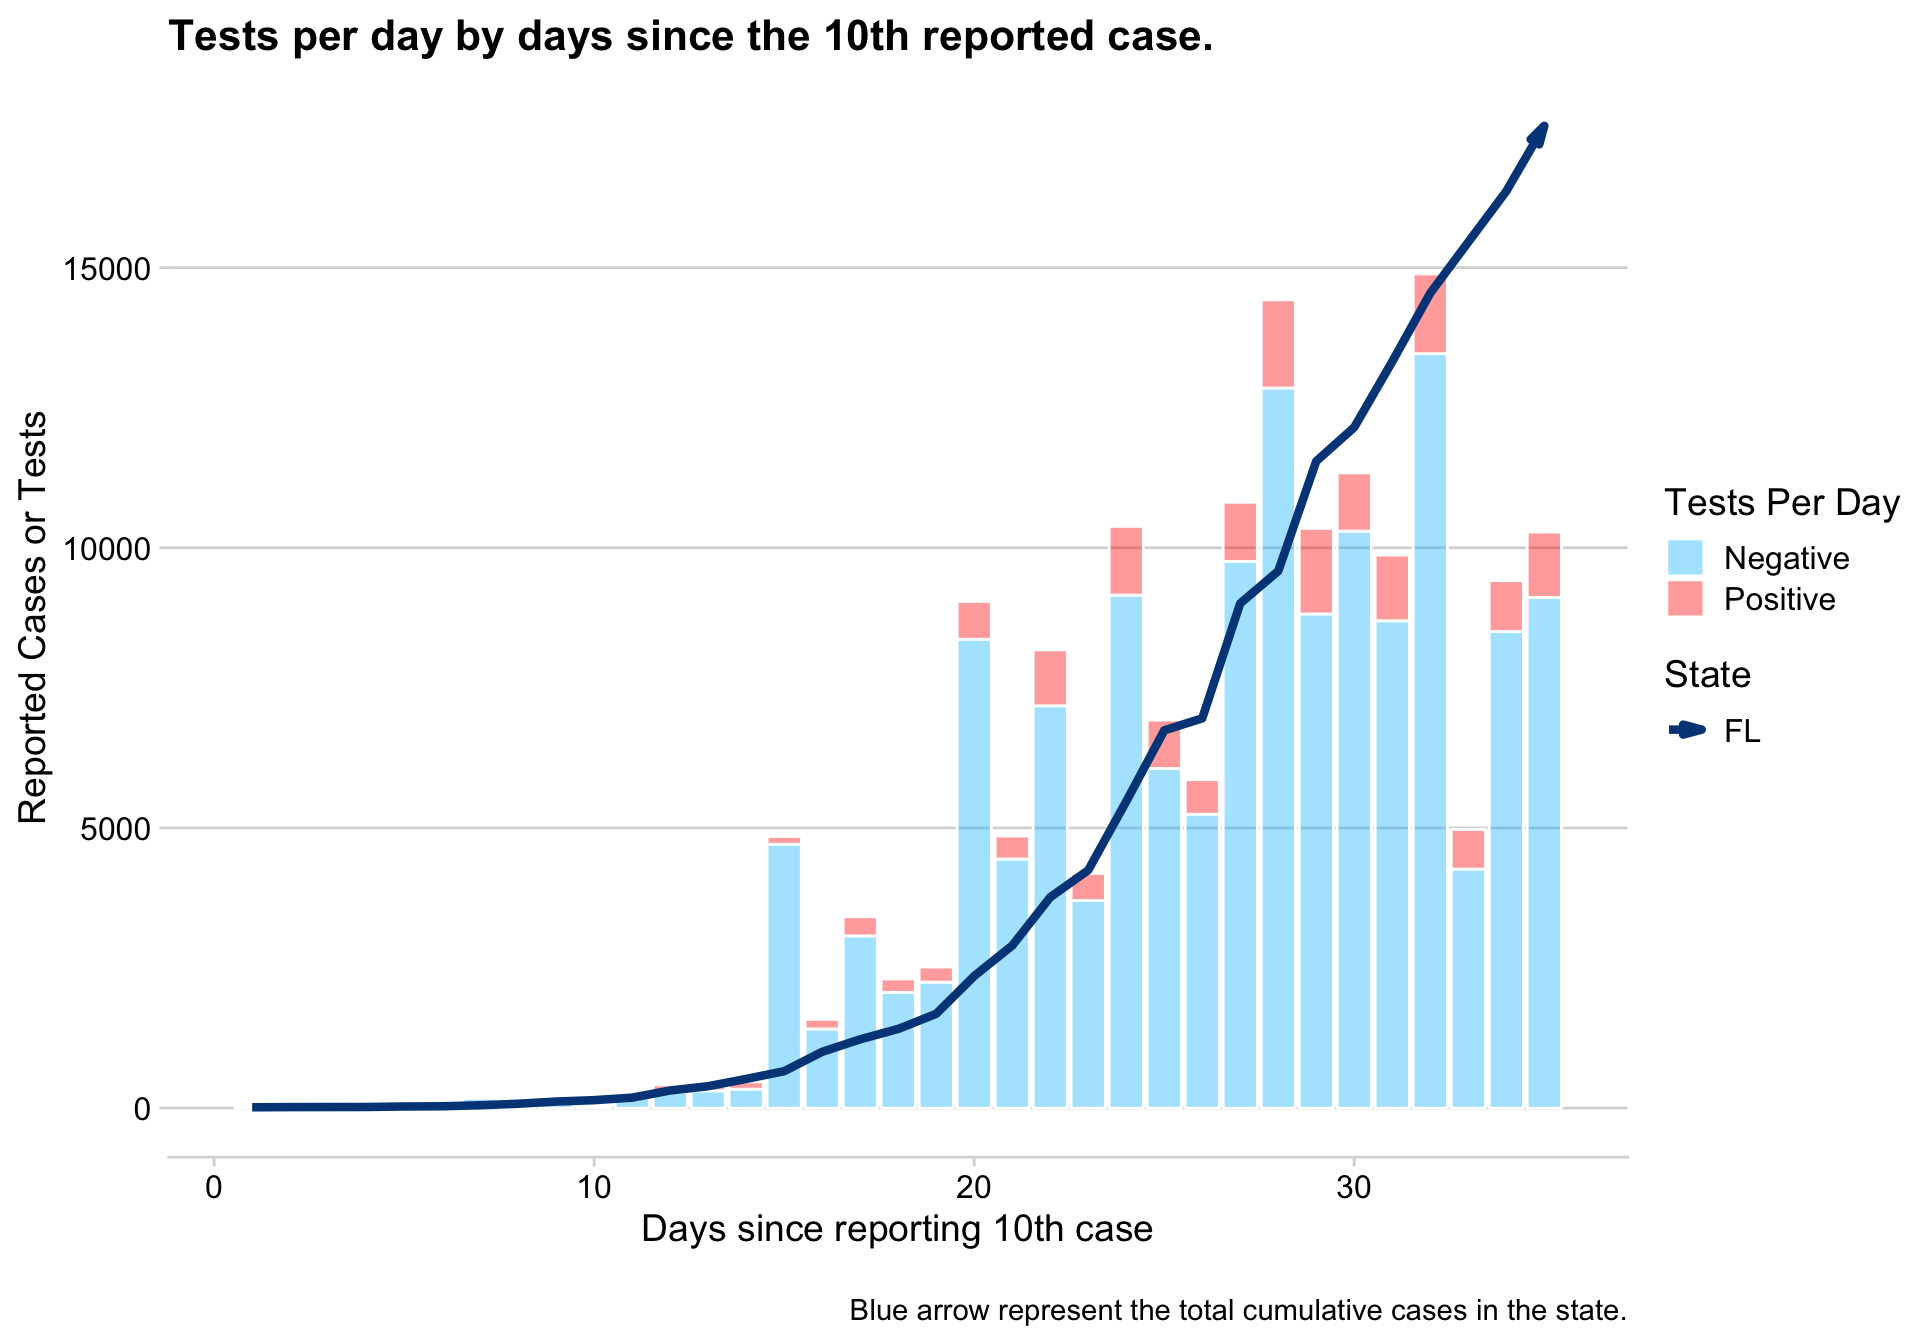 Tests per day by days since the 10th reported case.
15000
10000
5000
0
Reported Cases or Tests
0 10 20 30
Days since reporting 10th case
Tests Per Day
Negative
Positive
State
FL
Blue arrow represent the total cumulative cases in the state.